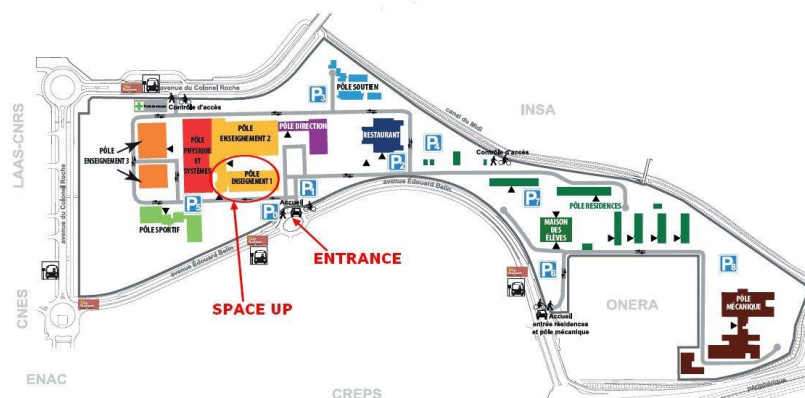 avenue du Colonel Roche
Contrôle d'accès
P3
PÔLE SOUTIEN
INSA
LAAS-CNRS
canal du Midi
PÔLE
ENSEIGNEMENT 3
PÔLE
PHYSIQUE
ET
SYSTÈMES
PÔLE
ENSEIGNEMENT 2
PÔLE DIRECTION
RESTAURANT
P4
Contrôle d'accès
P2
PÔLE
ENSEIGNEMENT 1
P1
avenue Edouard Belin
P7
PÔLE RESIDENCES
avenue du Colonel Roche
P5
Accueil
PÔLE SPORTIF
MAISON
DES
ÉLÈVES
ENTRANCE
avenue Edouard Belin
P6
P8
SPACE UP
CNES
ONERA
PÔLE
MÉCANIQUE
Accueil
entrée résidences
et pôle mécanique
ENAC
CREPS
périphérique